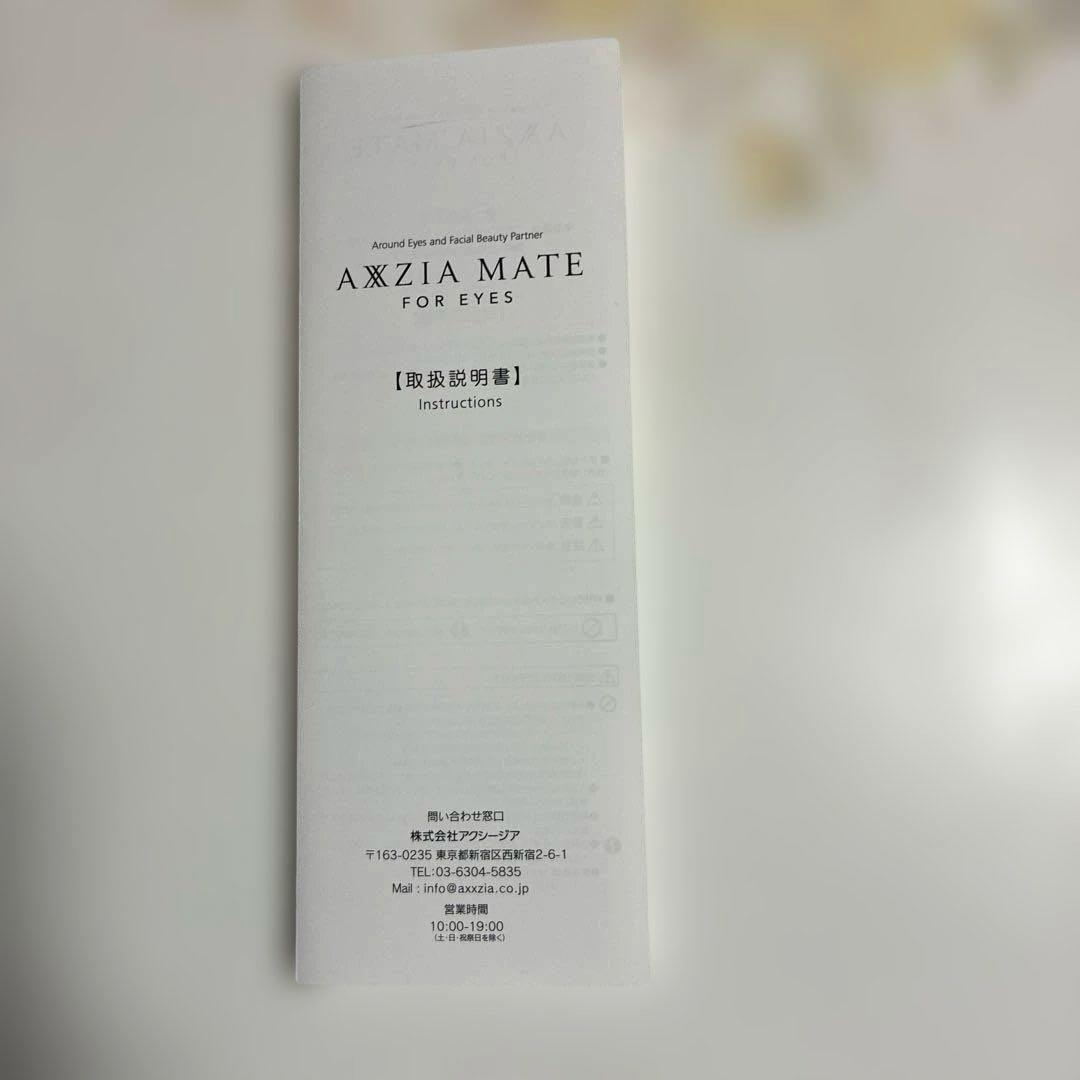 Around Eyes and Facial Beauty Partner
AXXZIA MATE
FOR EYES
【取扱説明書】
Instructions
問い合わせ窓口
株式会社アクシージア
〒163-0235 東京都新宿区西新宿2-6-1
TEL:03-6304-5835
Mail : info@axxzia.co.jp
営業時間
10:00-19:00
(土・日・祝祭日を除く)